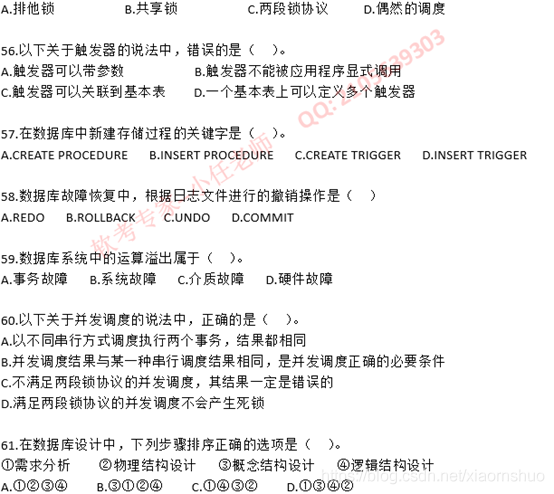 A.排他锁 B.共享锁 C.两段锁协议 D.偶然的调度
56.以下关于触发器的说法中，错误的是（ ）。
A.触发器可以带参数 B.触发器不能被应用程序显式调用
C.触发器可以关联到基本表 D.一个基本表上可以定义多个触发器
57.在数据库中新建存储过程的关键字是（ ）。
A.CREATE PROCEDURE B.INSERT PROCEDURE C.CREATE TRIGGER D.INSERT TRIGGER
58.数据库故障恢复中，根据日志文件进行的撤销操作是（ ）
A.REDO B.ROLLBACK C.UNDO D.COMMIT
59.数据库系统中的运算溢出属于（ ）。
A.事务故障 B.系统故障 C.介质故障 D.硬件故障
60.以下关于并发调度的说法中，正确的是（ ）。
A.以不同串行方式调度执行两个事务，结果都相同
B.并发调度结果与某一种串行调度结果相同，是并发调度正确的必要条件
C.不满足两段锁协议的并发调度，其结果一定是错误的
D.满足两段锁协议的并发调度不会产生死锁
61.在数据库设计中，下列步骤排序正确的选项是（ ）。
①需求分析 ②物理结构设计 ③概念结构设计 ④逻辑结构设计
A.①②③④ B.③①②④ C.①④③② D.①③④②
软考专家：小任老师